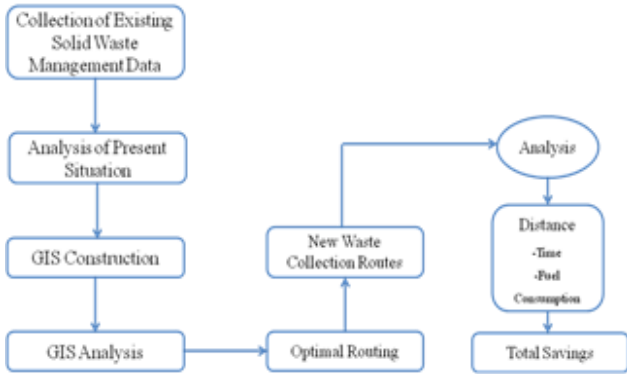 Collection of Existing
Solid Waste
Management Data
Analysis of Present
Situation
GIS Construction
GIS Analysis
Optimal Routing
New Waste
Collection Routes
Analysis
Distance
-Time
-Fuel
Consumption
Total Savings